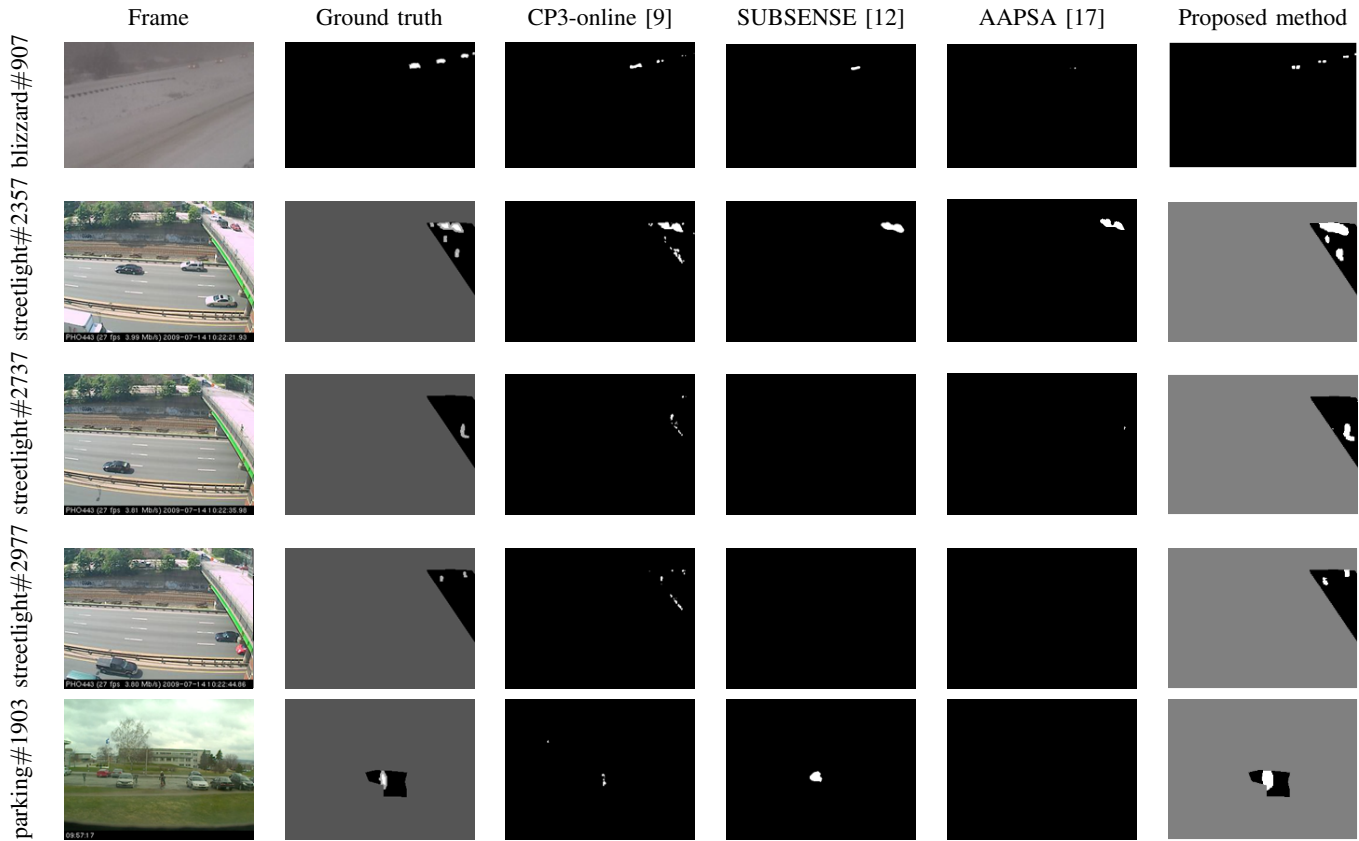 Frame Ground truth CP3-online [9] SUBSENSE [12] AAPSA [17] Proposed method
blizzard#907
streetlight#2357
PHO443 (27 fps 3.99 Mb/s) 2009-07-14 10:22:21.93
streetlight#2737
PHO443 (27 fps 3.81 Mb/s) 2009-07-14 10:22:35.98
streetlight#2977
PHO443 (27 fps 3.80 Mb/s) 2009-07-14 10:22:44.86
parking#1903
09:57:17